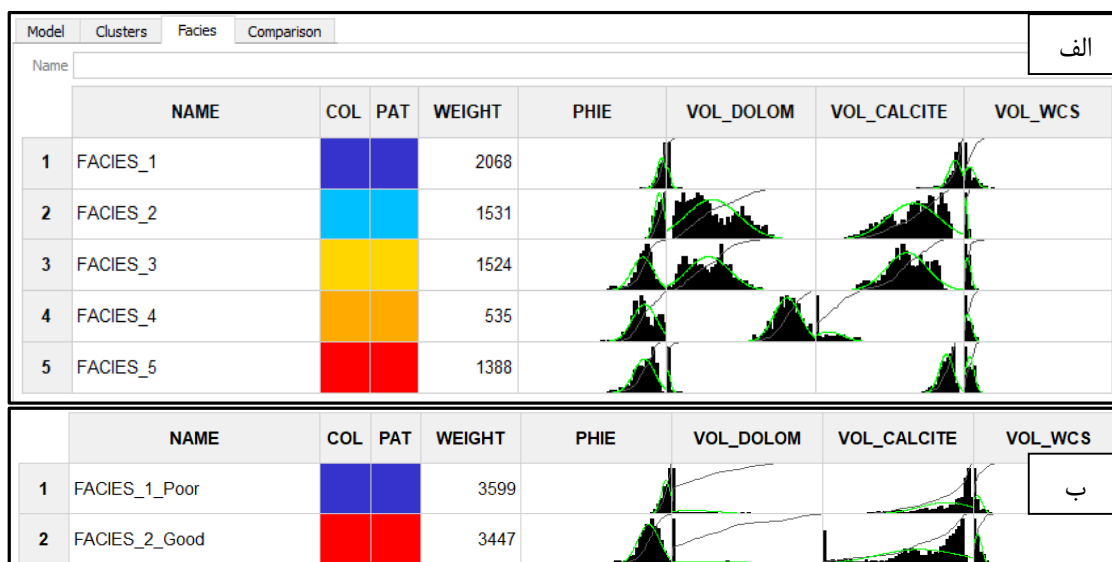 Model Clusters Facies Comparison
الف
Name
NAME COL PAT WEIGHT PHIE VOL_DOLOM VOL_CALCITE VOL_WCS
1 FACIES_1 2068
2 FACIES_2 1531
3 FACIES_3 1524
4 FACIES_4 535
5 FACIES_5 1388
NAME COL PAT WEIGHT PHIE VOL_DOLOM VOL_CALCITE VOL_WCS
ب
1 FACIES_1_Poor 3599
2 FACIES_2_Good 3447